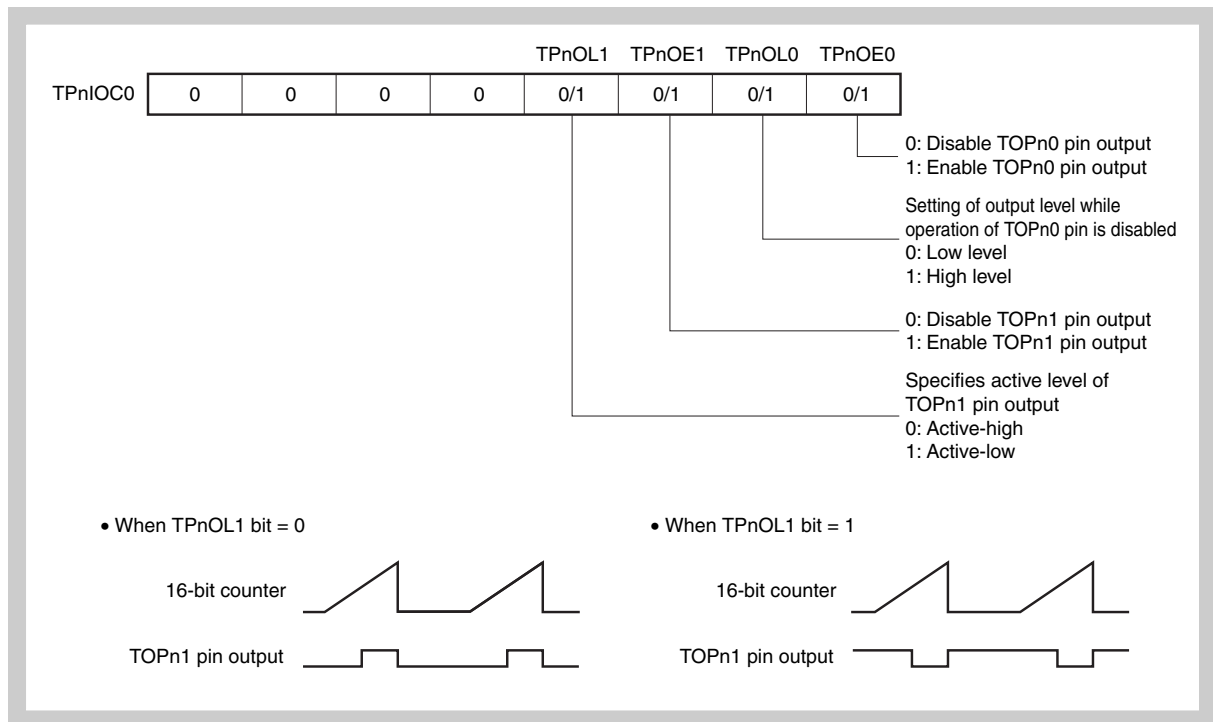 TPnOL1 TPnOE1 TPnOL0 TPnOE0
TPnIOC0 0 0 0 0 0/1 0/1 0/1 0/1
0: Disable TOPn0 pin output
1: Enable TOPn0 pin output
Setting of output level while
operation of TOPn0 pin is disabled
0: Low level
1: High level
0: Disable TOPn1 pin output
1: Enable TOPn1 pin output
Specifies active level of
TOPn1 pin output
0: Active-high
1: Active-low
• When TPnOL1 bit = 0
16-bit counter
TOPn1 pin output
• When TPnOL1 bit = 1
16-bit counter
TOPn1 pin output